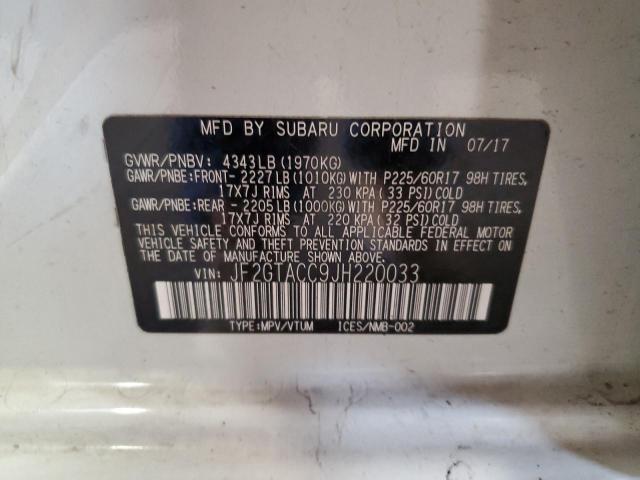 MFD BY SUBARU CORPORATION
MFD IN 07/17
GVWR/PNBV: 4343LB(1970KG)
GAWR/PNBE:FRONT- 2227LB(1010KG)WITH P225/60R17 98H TIRES,
17X7J RIMS AT 230 KPA( 33 PSI)COLD
GAWR/PNBE:REAR - 2205LB(1000KG)WITH P225/60R17 98H TIRES,
17X7J RIMS AT 220 KPA(32 PSI)COLD
THIS VEHICLE CONFORMS TO ALL APPLICABLE FEDERAL MOTOR
VEHICLE SAFETY AND THEFT PREVENTION STANDARDS IN EFFECT
ON THE DATE OF MANUFACTURE SHOWN ABOVE.
VIN: JF2GTACC9JH220033
TYPE:MPV/VTUM ICES/NMB-002